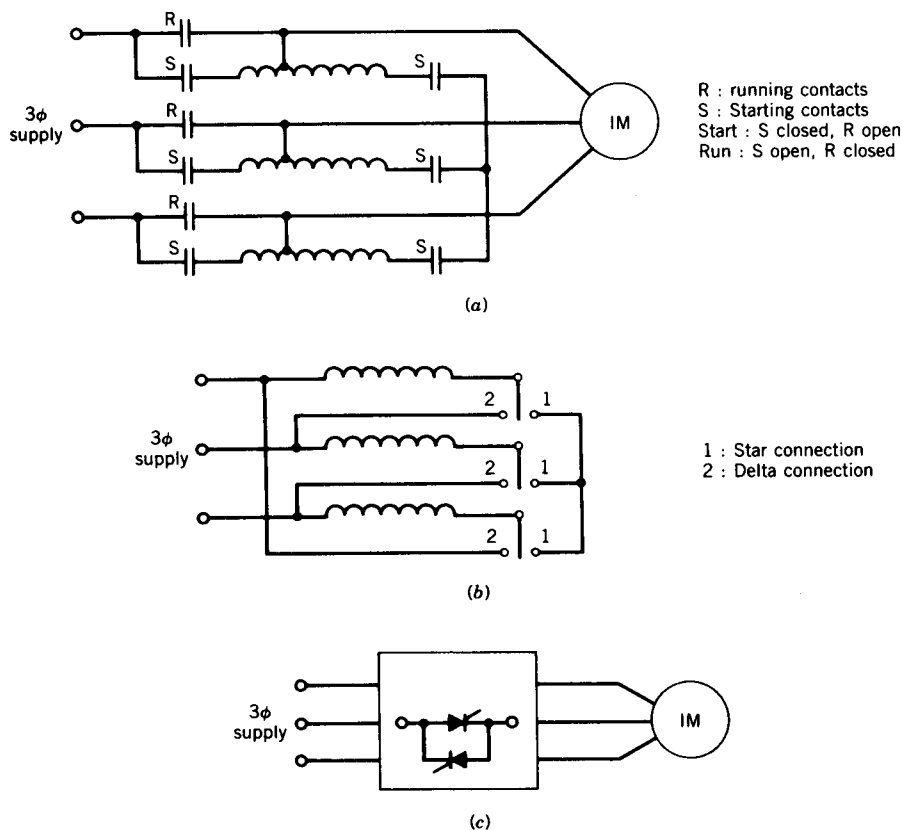 R
S
S
R
3ϕ
supply
S
S
IM
R : running contacts
S : Starting contacts
Start : S closed, R open
Run : S open, R closed
R
S
S
(a)
2
1
3ϕ
supply
2
1
1 : Star connection
2 : Delta connection
2
1
(b)
3ϕ
supply
IM
(c)